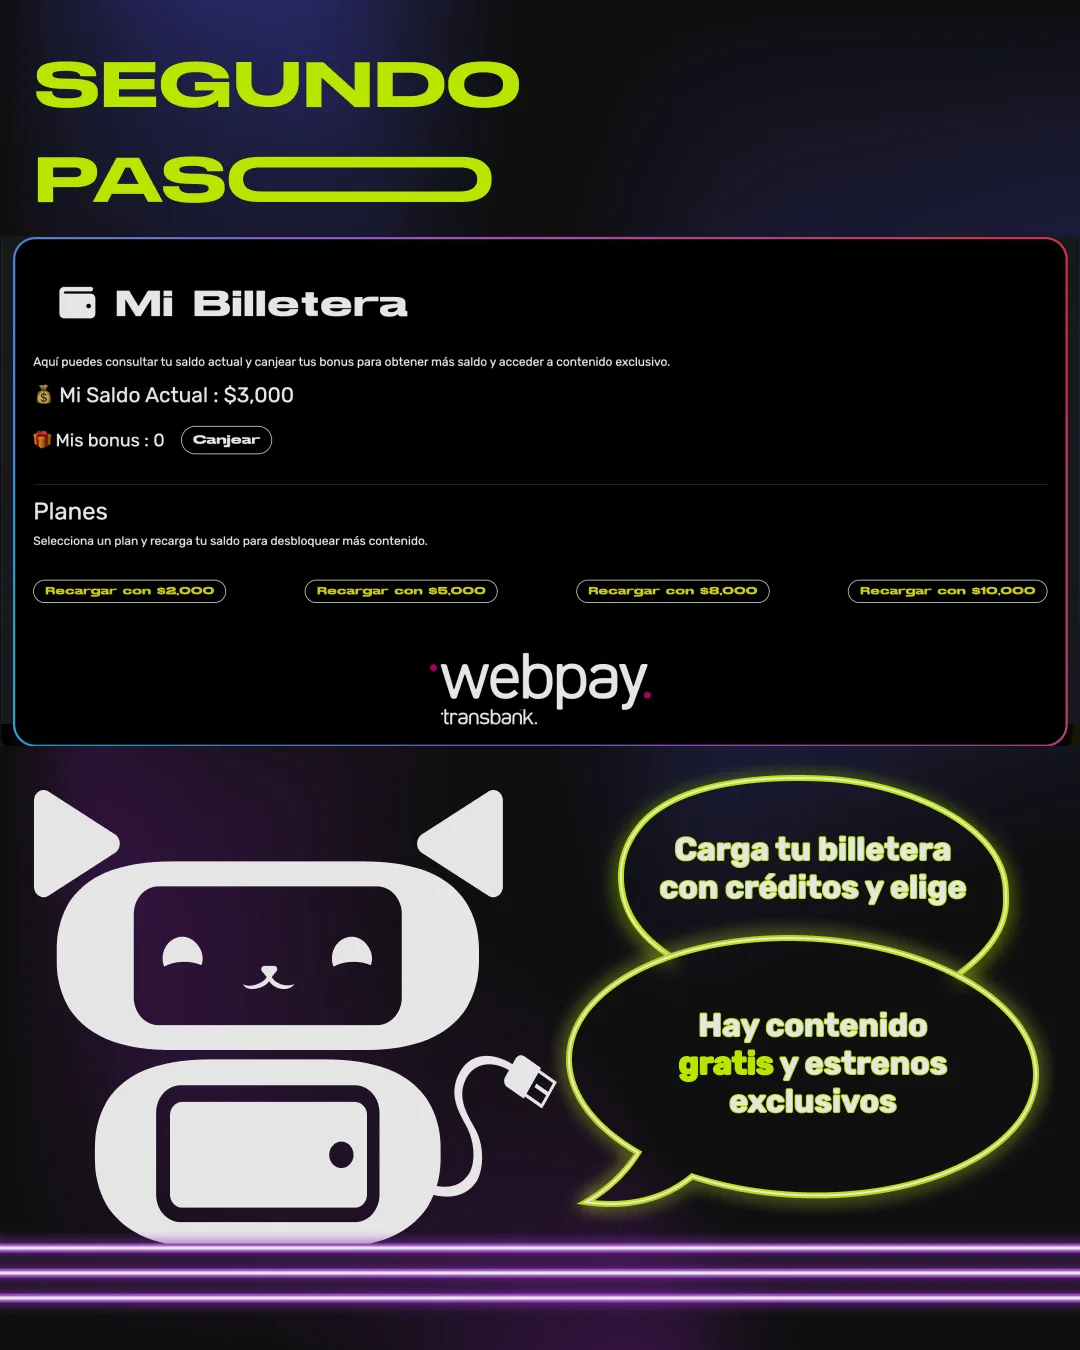 SEGUNDO
PASO
Mi Billetera
Aquí puedes consultar tu saldo actual y canjear tus bonus para obtener más saldo y acceder a contenido exclusivo.
Mi Saldo Actual : $3,000
Mis bonus : 0 Canjear
Planes
Selecciona un plan y recarga tu saldo para desbloquear más contenido.
Recargar con $2,000 Recargar con $5,000 Recargar con $8,000 Recargar con $10,000
webpay.
transbank.
Carga tu billetera
con créditos y elige
Hay contenido
gratis y estrenos
exclusivos